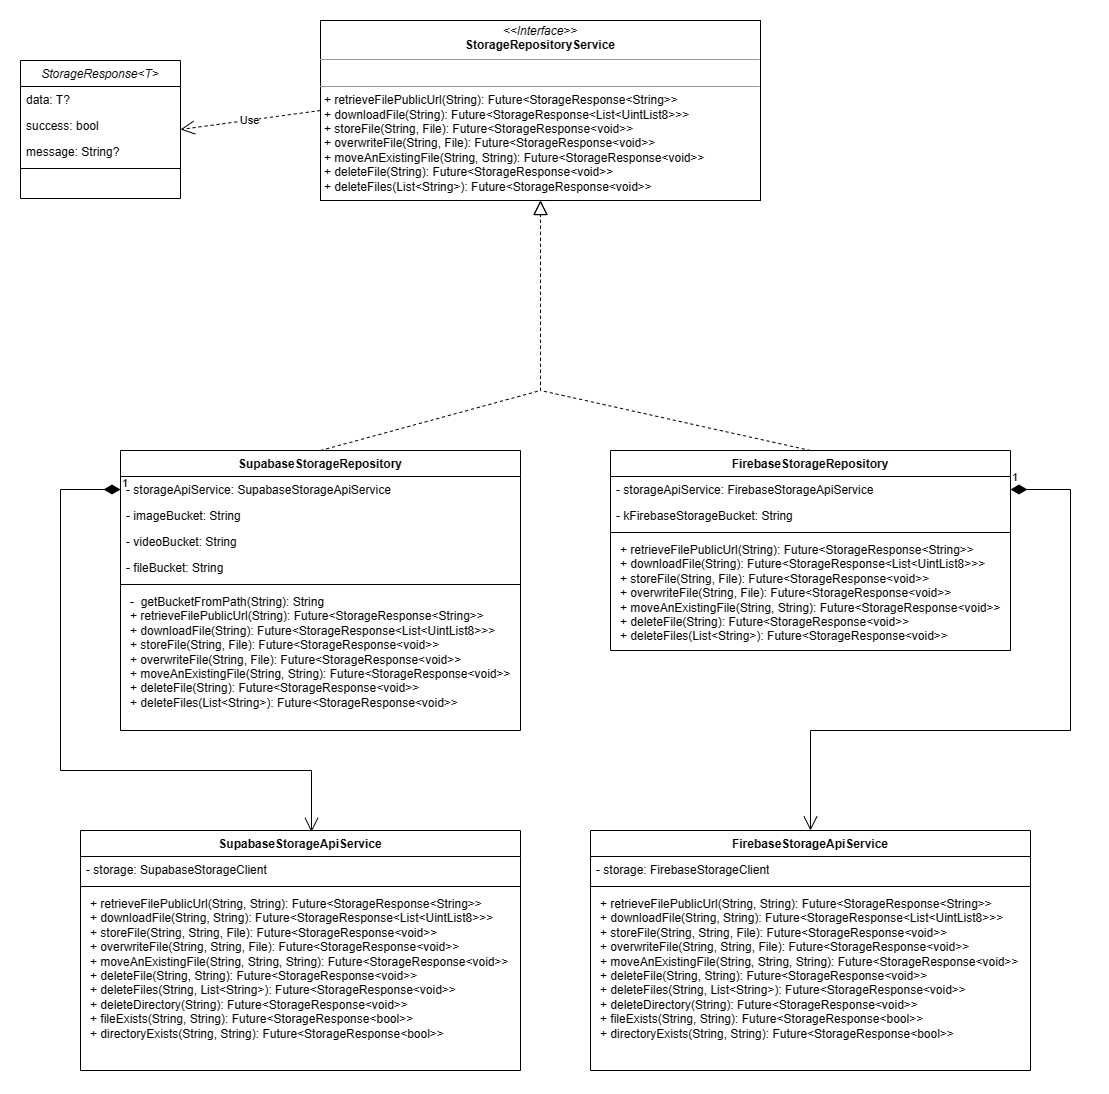 <<Interface>>
StorageRepositoryService
+ retrieveFilePublicUrl(String): Future<StorageResponse<String>>
+ downloadFile(String): Future<StorageResponse<List<UintList8>>>
+ storeFile(String, File): Future<StorageResponse<void>>
+ overwriteFile(String, File): Future<StorageResponse<void>>
+ moveAnExistingFile(String, String): Future<StorageResponse<void>>
+ deleteFile(String): Future<StorageResponse<void>>
+ deleteFiles(List<String>): Future<StorageResponse<void>>
StorageResponse<T>
data: T?
success: bool
message: String?
Use
SupabaseStorageRepository
1
- storageApiService: SupabaseStorageApiService
- imageBucket: String
- videoBucket: String
- fileBucket: String
- getBucketFromPath(String): String
+ retrieveFilePublicUrl(String): Future<StorageResponse<String>>
+ downloadFile(String): Future<StorageResponse<List<UintList8>>>
+ storeFile(String, File): Future<StorageResponse<void>>
+ overwriteFile(String, File): Future<StorageResponse<void>>
+ moveAnExistingFile(String, String): Future<StorageResponse<void>>
+ deleteFile(String): Future<StorageResponse<void>>
+ deleteFiles(List<String>): Future<StorageResponse<void>>
FirebaseStorageRepository
1
- storageApiService: FirebaseStorageApiService
- kFirebaseStorageBucket: String
+ retrieveFilePublicUrl(String): Future<StorageResponse<String>>
+ downloadFile(String): Future<StorageResponse<List<UintList8>>>
+ storeFile(String, File): Future<StorageResponse<void>>
+ overwriteFile(String, File): Future<StorageResponse<void>>
+ moveAnExistingFile(String, String): Future<StorageResponse<void>>
+ deleteFile(String): Future<StorageResponse<void>>
+ deleteFiles(List<String>): Future<StorageResponse<void>>
SupabaseStorageApiService
- storage: SupabaseStorageClient
+ retrieveFilePublicUrl(String, String): Future<StorageResponse<String>>
+ downloadFile(String, String): Future<StorageResponse<List<UintList8>>>
+ storeFile(String, String, File): Future<StorageResponse<void>>
+ overwriteFile(String, String, File): Future<StorageResponse<void>>
+ moveAnExistingFile(String, String, String): Future<StorageResponse<void>>
+ deleteFile(String, String): Future<StorageResponse<void>>
+ deleteFiles(String, List<String>): Future<StorageResponse<void>>
+ deleteDirectory(String): Future<StorageResponse<void>>
+ fileExists(String, String): Future<StorageResponse<bool>>
+ directoryExists(String, String): Future<StorageResponse<bool>>
FirebaseStorageApiService
- storage: FirebaseStorageClient
+ retrieveFilePublicUrl(String, String): Future<StorageResponse<String>>
+ downloadFile(String, String): Future<StorageResponse<List<UintList8>>>
+ storeFile(String, String, File): Future<StorageResponse<void>>
+ overwriteFile(String, String, File): Future<StorageResponse<void>>
+ moveAnExistingFile(String, String, String): Future<StorageResponse<void>>
+ deleteFile(String, String): Future<StorageResponse<void>>
+ deleteFiles(String, List<String>): Future<StorageResponse<void>>
+ deleteDirectory(String): Future<StorageResponse<void>>
+ fileExists(String, String): Future<StorageResponse<bool>>
+ directoryExists(String, String): Future<StorageResponse<bool>>